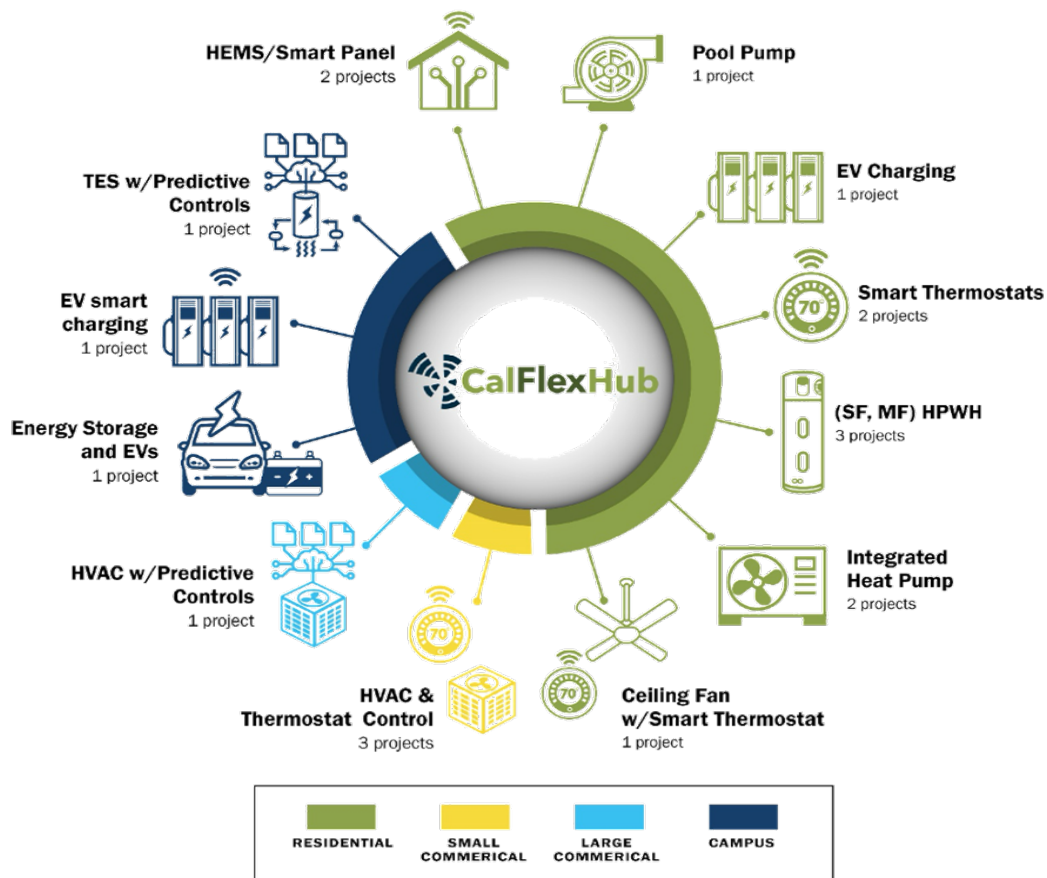 HEMS/Smart Panel
2 projects
Pool Pump
1 project
TES w/Predictive
Controls
1 project
EV Charging
1 project
EV smart
charging
1 project
Smart Thermostats
2 projects
70°
CalFlexHub
(SF, MF) HPWH
3 projects
Energy Storage
and EVs
1 project
HVAC w/Predictive
Controls
1 project
Integrated
Heat Pump
2 projects
70°
HVAC &
Thermostat Control
3 projects
70°
Ceiling Fan
w/Smart Thermostat
1 project
RESIDENTIAL
SMALL
COMMERICAL
LARGE
COMMERICAL
CAMPUS